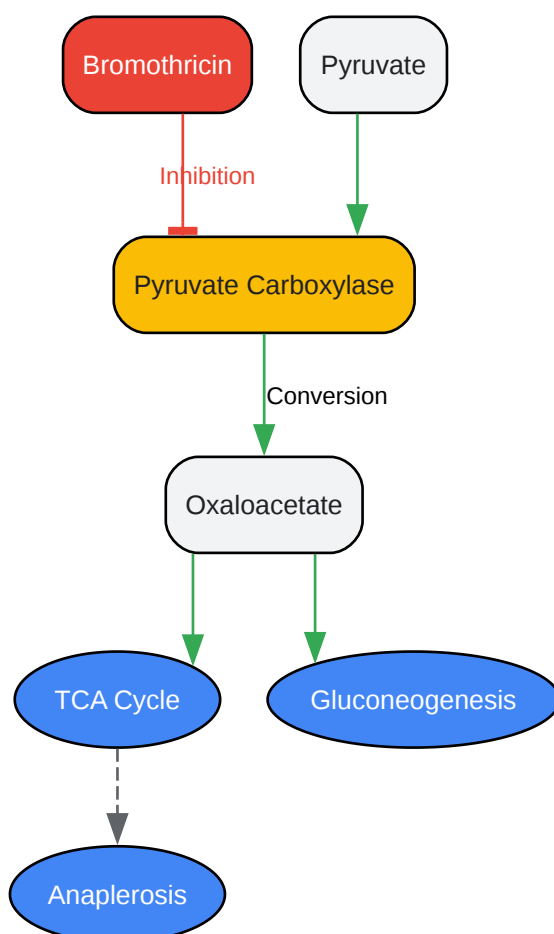 Bromothricin
Pyruvate
Inhibition
Pyruvate Carboxylase
Conversion
Oxaloacetate
TCA Cycle
Gluconeogenesis
Anaplerosis